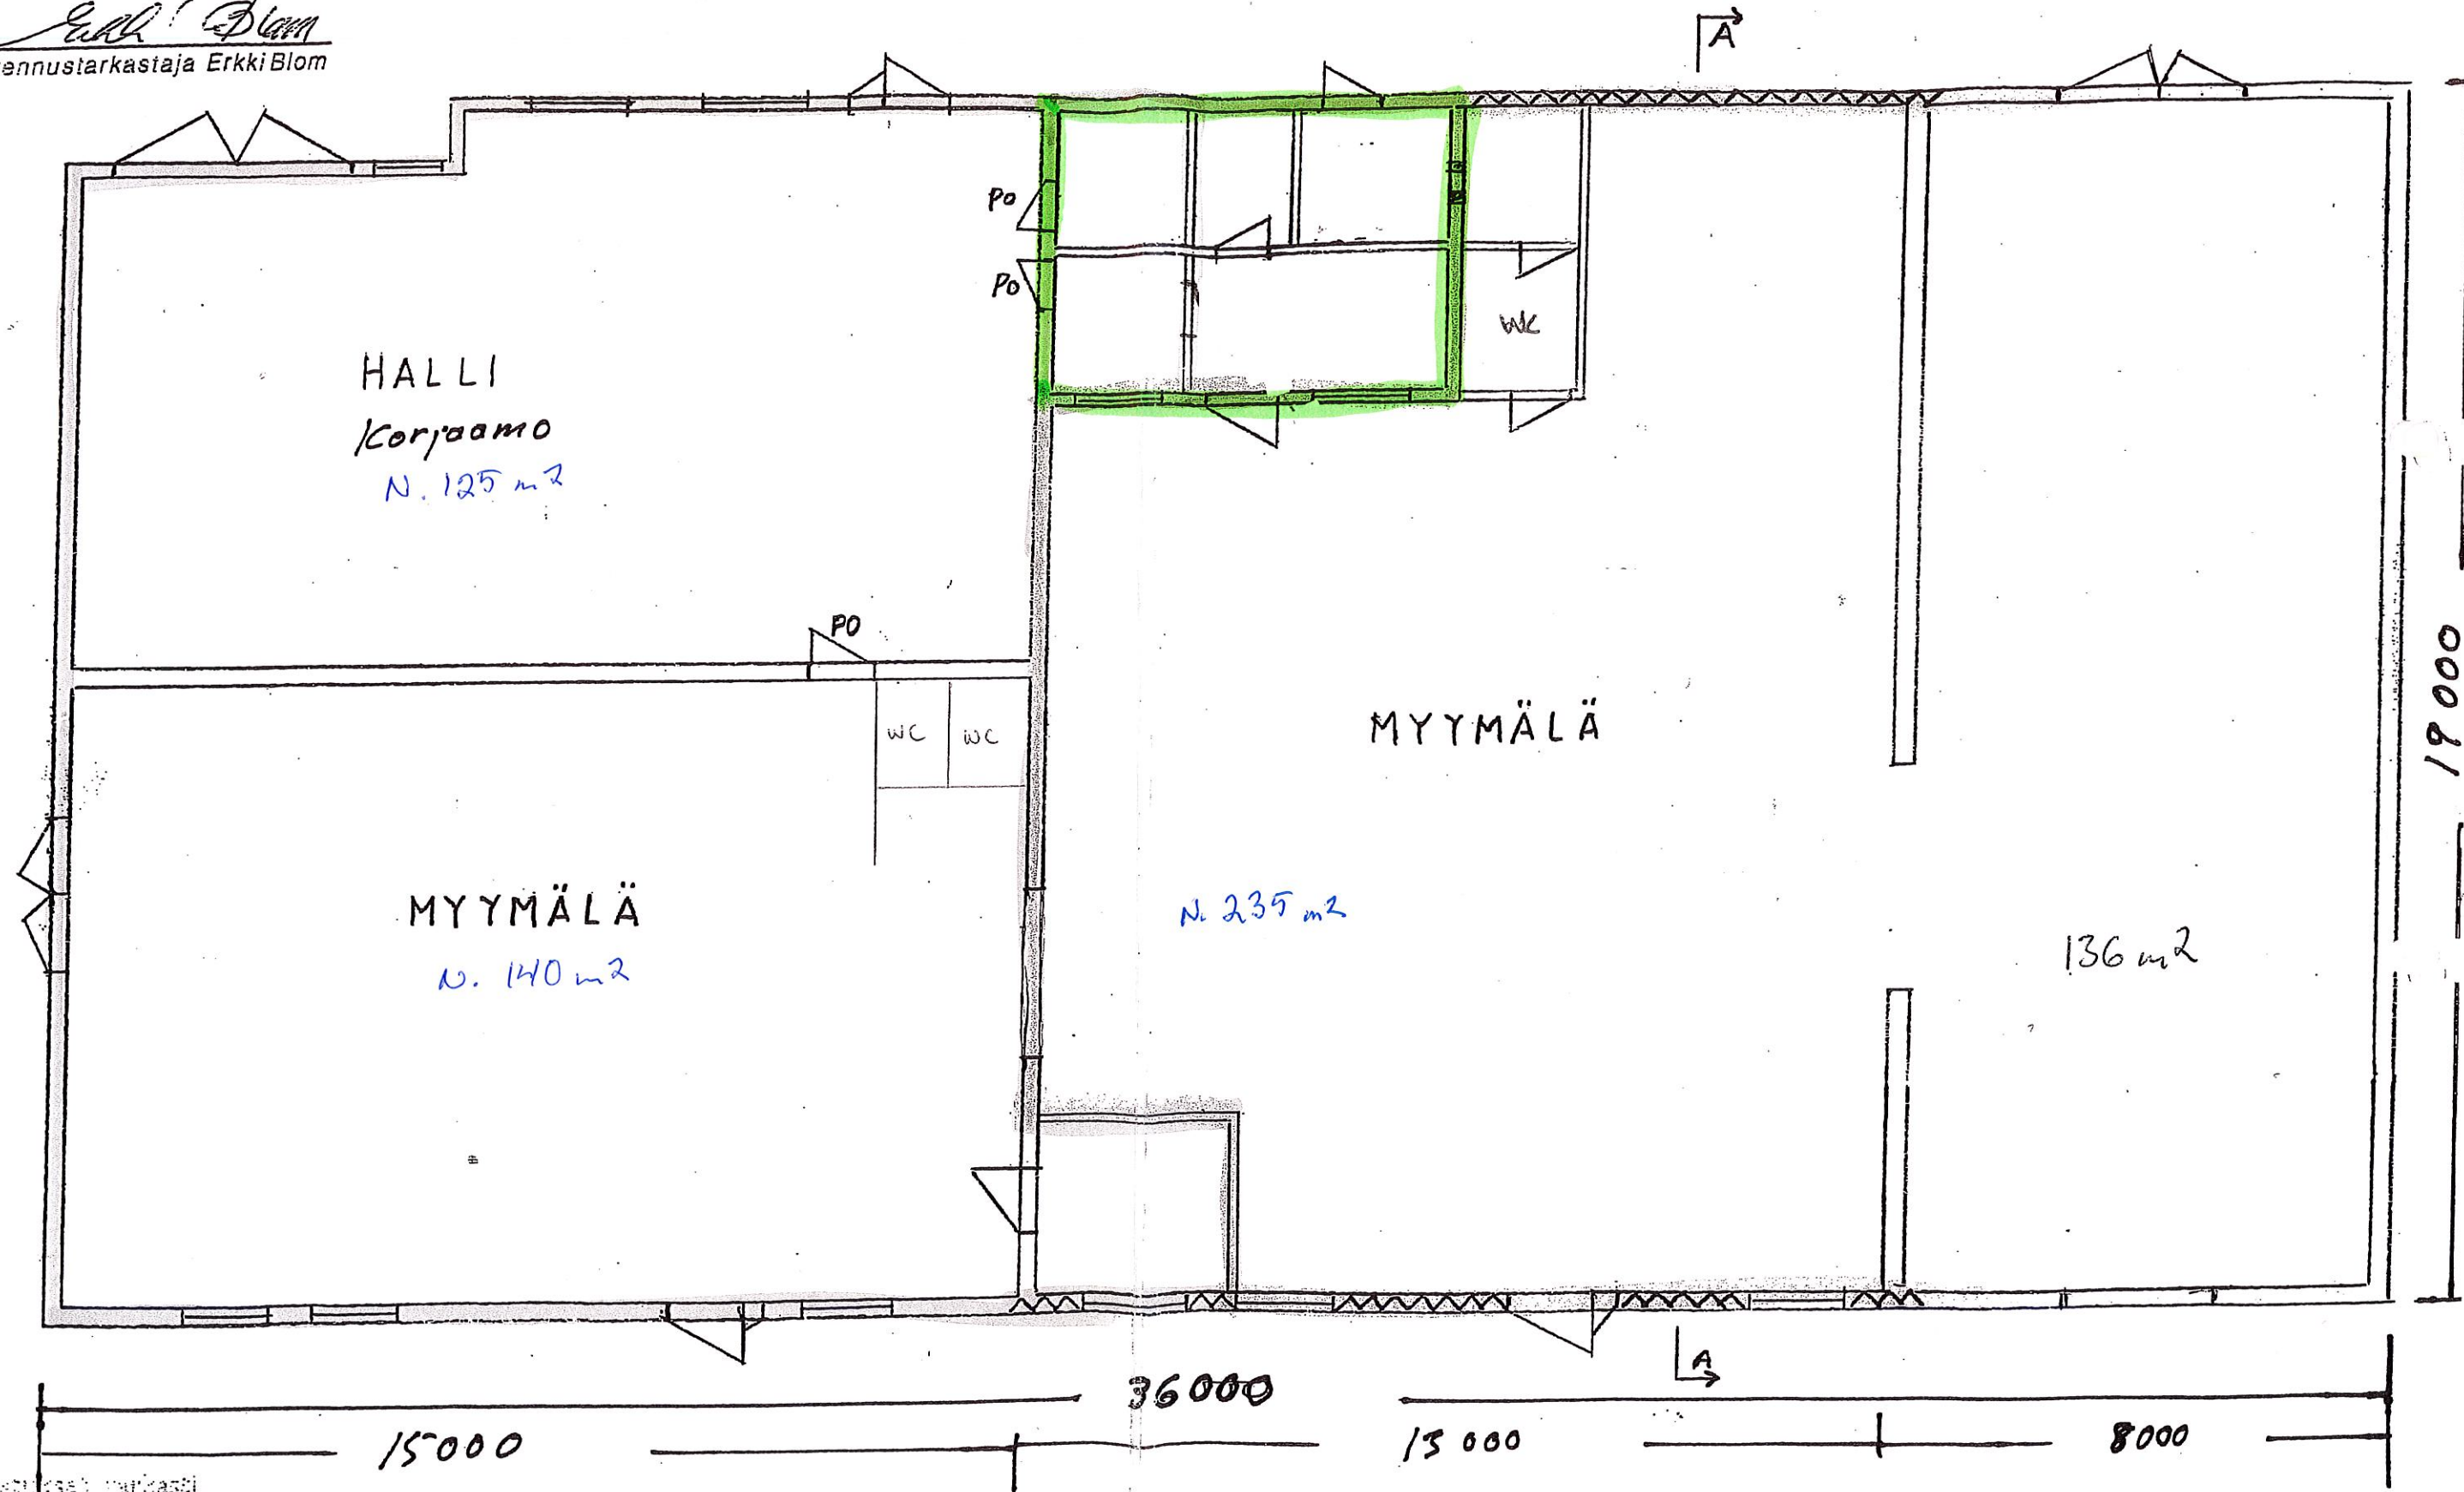 Erkki Blom
ennustarkastaja Erkki Blom
A
PO
PO
WC
HALLI
Korjaamo
N. 125 m2
PO
WC WC
MYYMÄLÄ
19000
MYYMÄLÄ
N. 140 m2
N. 235 m2
136 m2
A
36000
15000
13000
8000